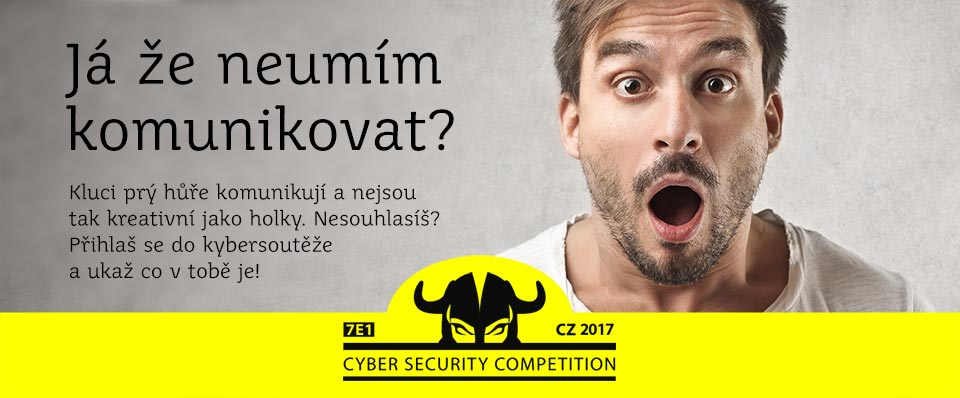 Já že neumím
komunikovat?
Kluci prý hůře komunikují a nejsou
tak kreativní jako holky. Nesouhlasíš?
Přihlaš se do kybersoutěže
a ukaž co v tobě je!
7E1 CZ 2017
CYBER SECURITY COMPETITION